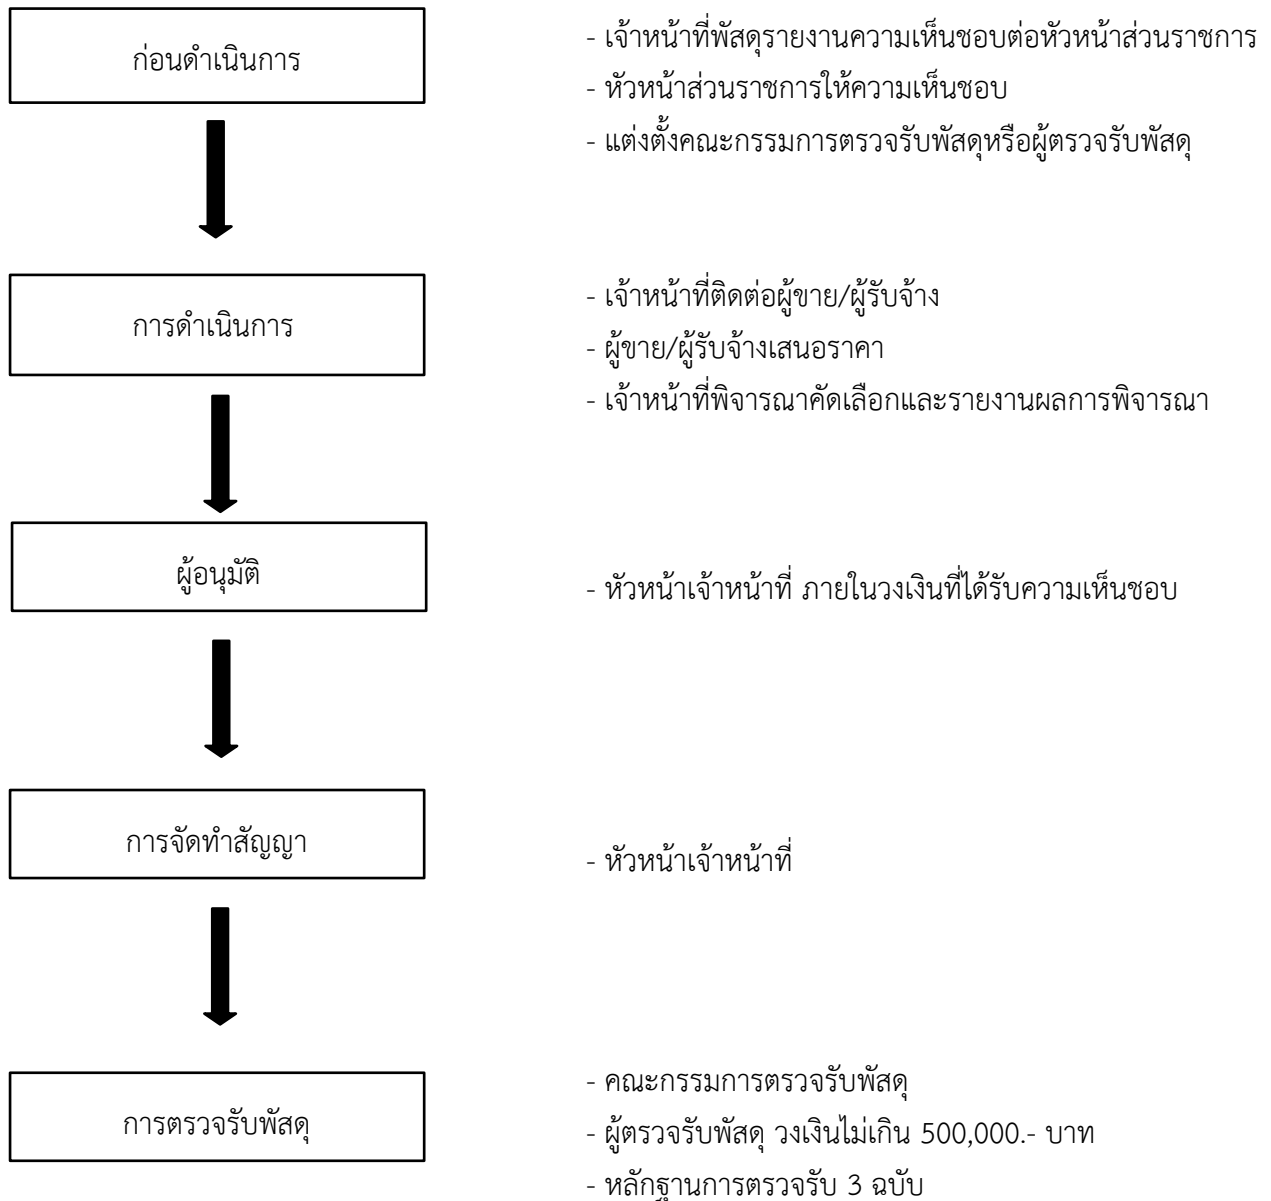 ก่อนดำเนินการ
- เจ้าหน้าที่พัสดุรายงานความเห็นชอบต่อหัวหน้าส่วนราชการ
- หัวหน้าส่วนราชการให้ความเห็นชอบ
- แต่งตั้งคณะกรรมการตรวจรับพัสดุหรือผู้ตรวจรับพัสดุ
การดำเนินการ
- เจ้าหน้าที่ติดต่อผู้ขาย/ผู้รับจ้าง
- ผู้ขาย/ผู้รับจ้างเสนอราคา
- เจ้าหน้าที่พิจารณาคัดเลือกและรายงานผลการพิจารณา
ผู้อนุมัติ
- หัวหน้าเจ้าหน้าที่ ภายในวงเงินที่ได้รับความเห็นชอบ
การจัดทำสัญญา
- หัวหน้าเจ้าหน้าที่
การตรวจรับพัสดุ
- คณะกรรมการตรวจรับพัสดุ
- ผู้ตรวจรับพัสดุ วงเงินไม่เกิน 500,000.- บาท
- หลักฐานการตรวจรับ 3 ฉบับ